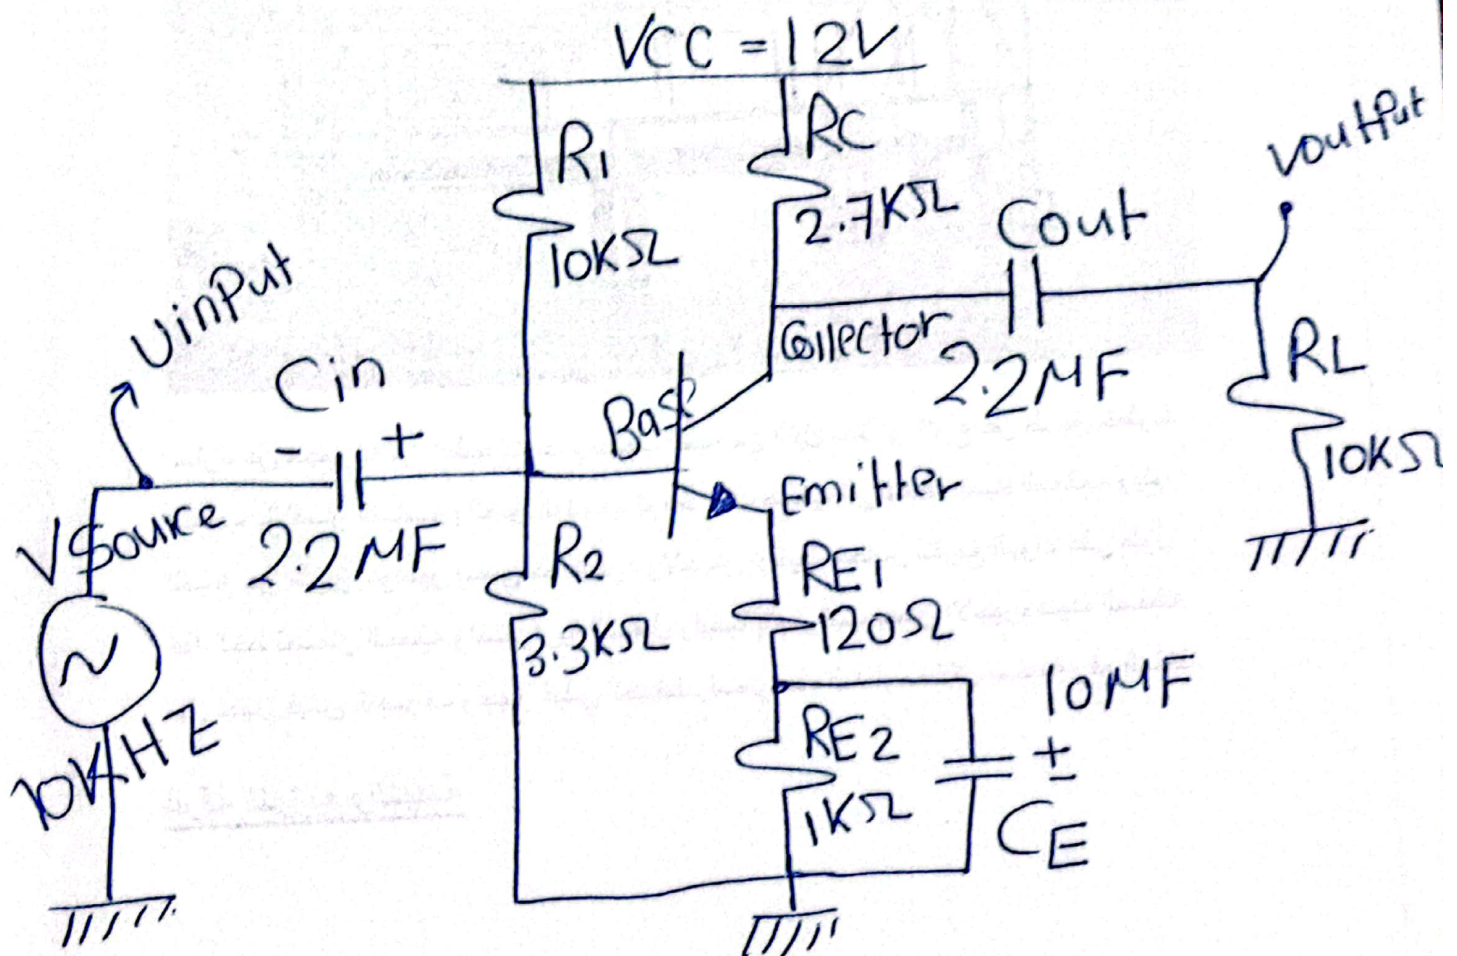 VCC = 12V
R1
10KΩ
RC
2.7KΩ
Cout
2.2MF
voutput
RL
10KΩ
vinput
Cin
- +
2.2MF
Vsource
10KHZ
Base
Collector
Emitter
R2
3.3KΩ
RE1
120Ω
RE2
1KΩ
10MF
±
CE